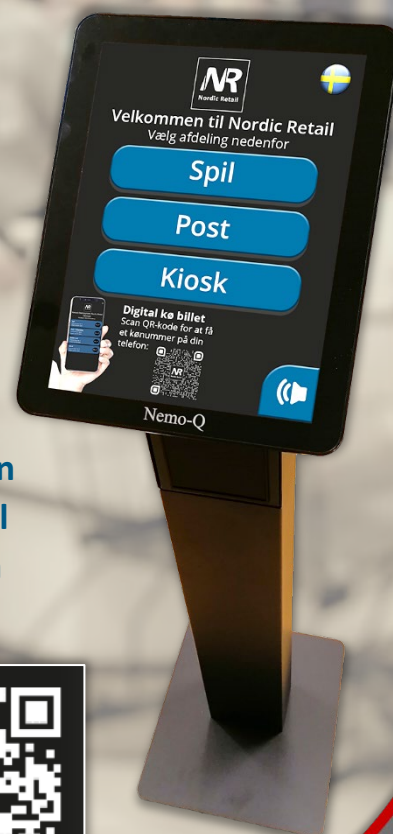 NR
Nordic Retail
Velkommen til Nordic Retail
Vælg afdeling nedenfor
Spil
Post
Kiosk
Digital kø billet
Scan QR-kode for at få
et kønummer på din
telefon:
NR
Nemo-Q